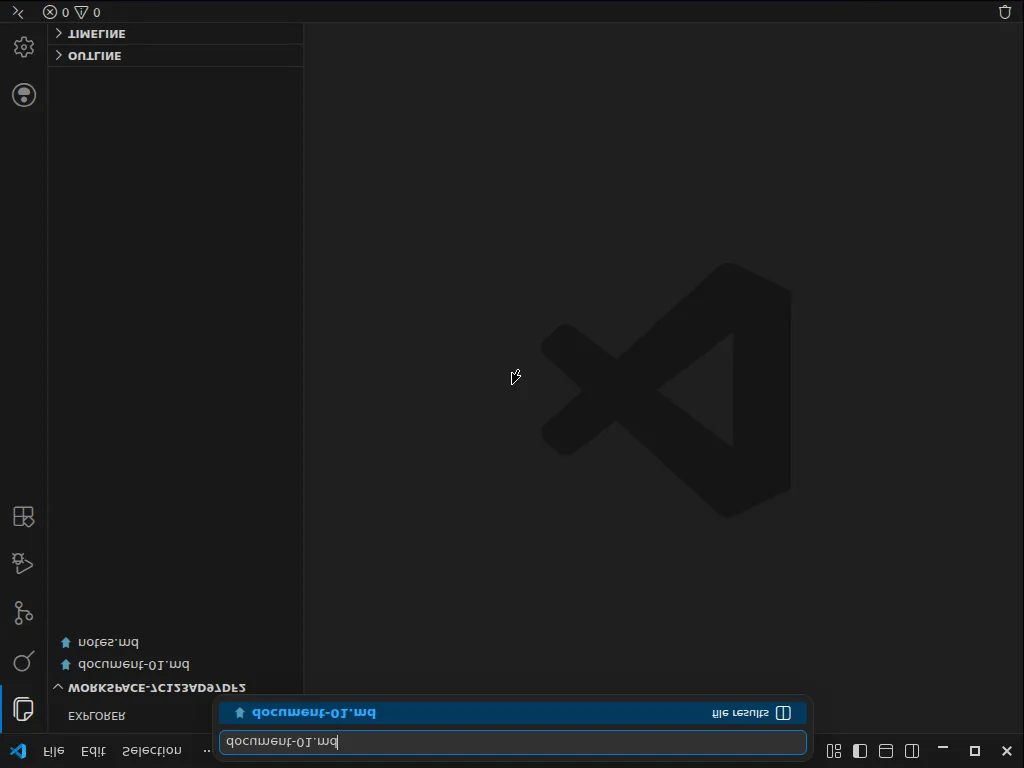 File Edit Selection ...
document-01.md
document-01.md file results
EXPLORER
WORKSPACE-7C123AD97DF2
document-01.md
notes.md
OUTLINE
TIMELINE
0 0